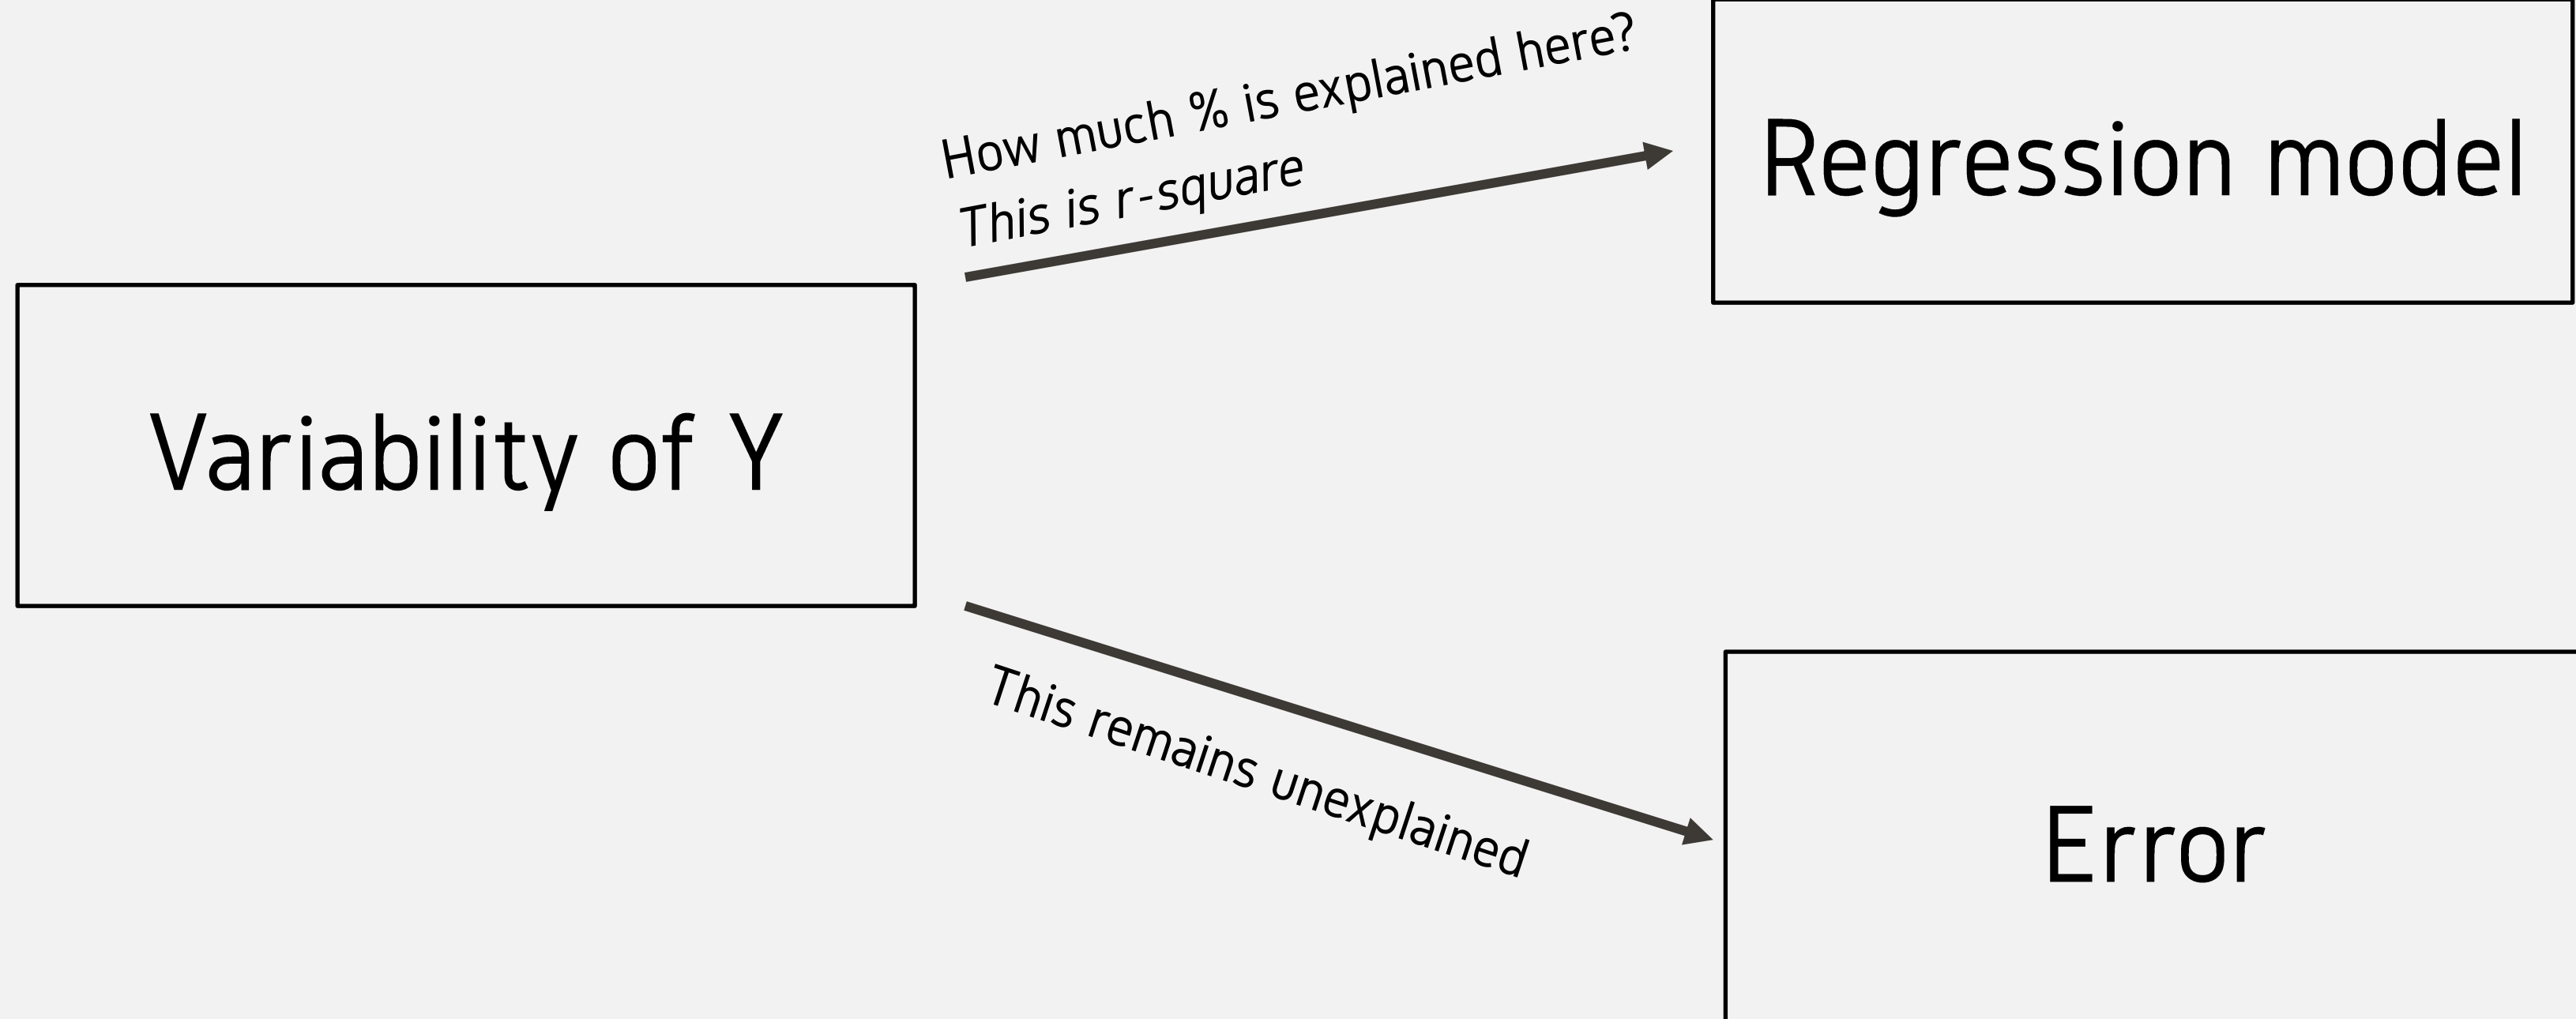 How much % is explained here?
This is r-square
Regression model
Variability of Y
This remains unexplained
Error